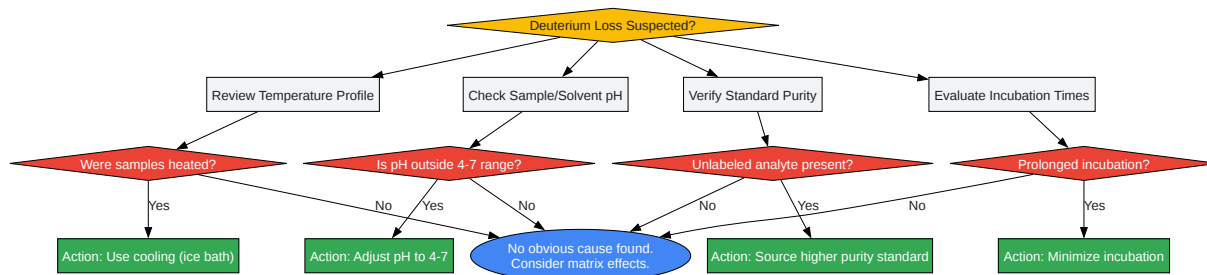 Deuterium Loss Suspected?
Review Temperature Profile
Check Sample/Solvent pH
Verify Standard Purity
Evaluate Incubation Times
Were samples heated?
Is pH outside 4-7 range?
Unlabeled analyte present?
Prolonged incubation?
Yes
No
Yes
No
No
Yes
No
Yes
Action: Use cooling (ice bath)
Action: Adjust pH to 4-7
No obvious cause found.
Consider matrix effects.
Action: Source higher purity standard
Action: Minimize incubation